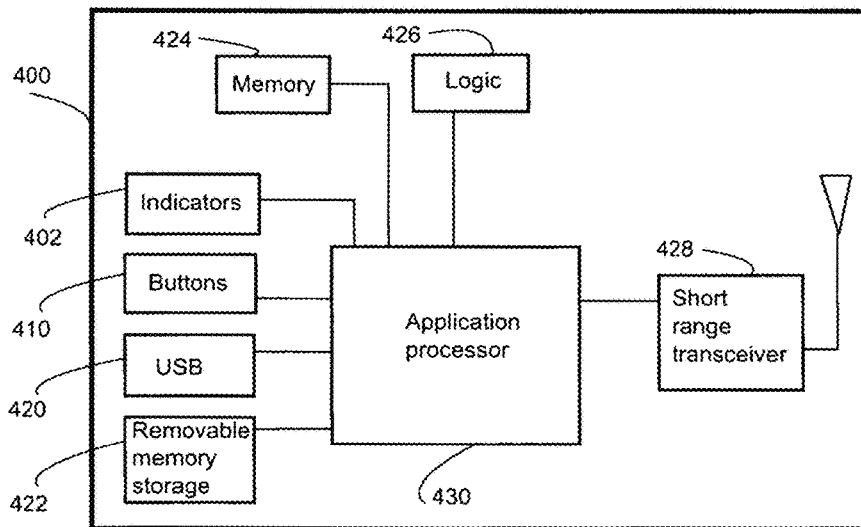 424
426
400
Memory
Logic
Indicators
402
428
Buttons
410
Application
processor
Short
range
transceiver
USB
420
Removable
memory
storage
422
430